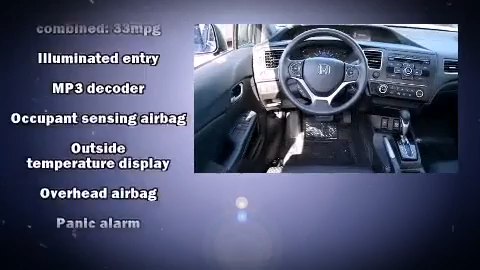 combined: 33mpg
Illuminated entry
MP3 decoder
Occupant sensing airbag
Outside
temperature display
Overhead airbag
Panic alarm